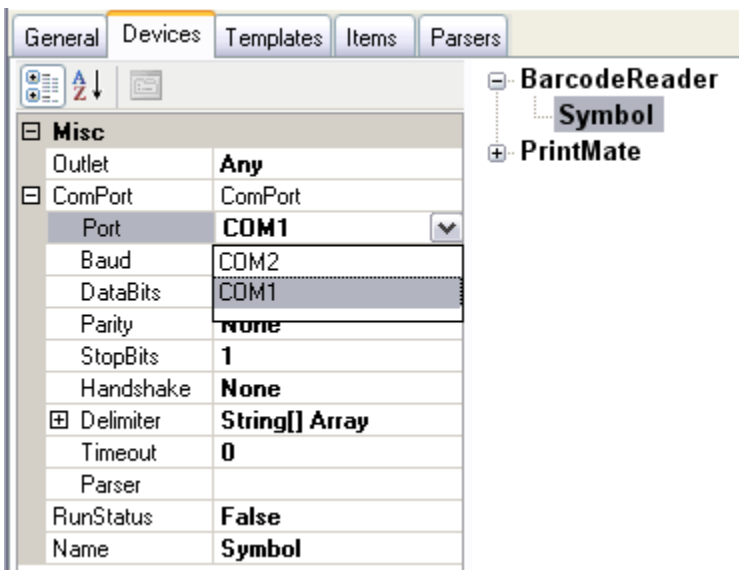 General Devices Templates Items Parsers
Misc
Outlet Any
ComPort ComPort
Port COM1
Baud COM2
DataBits COM1
Parity None
StopBits 1
Handshake None
Delimiter String[] Array
Timeout 0
Parser
RunStatus False
Name Symbol
BarcodeReader
Symbol
PrintMate